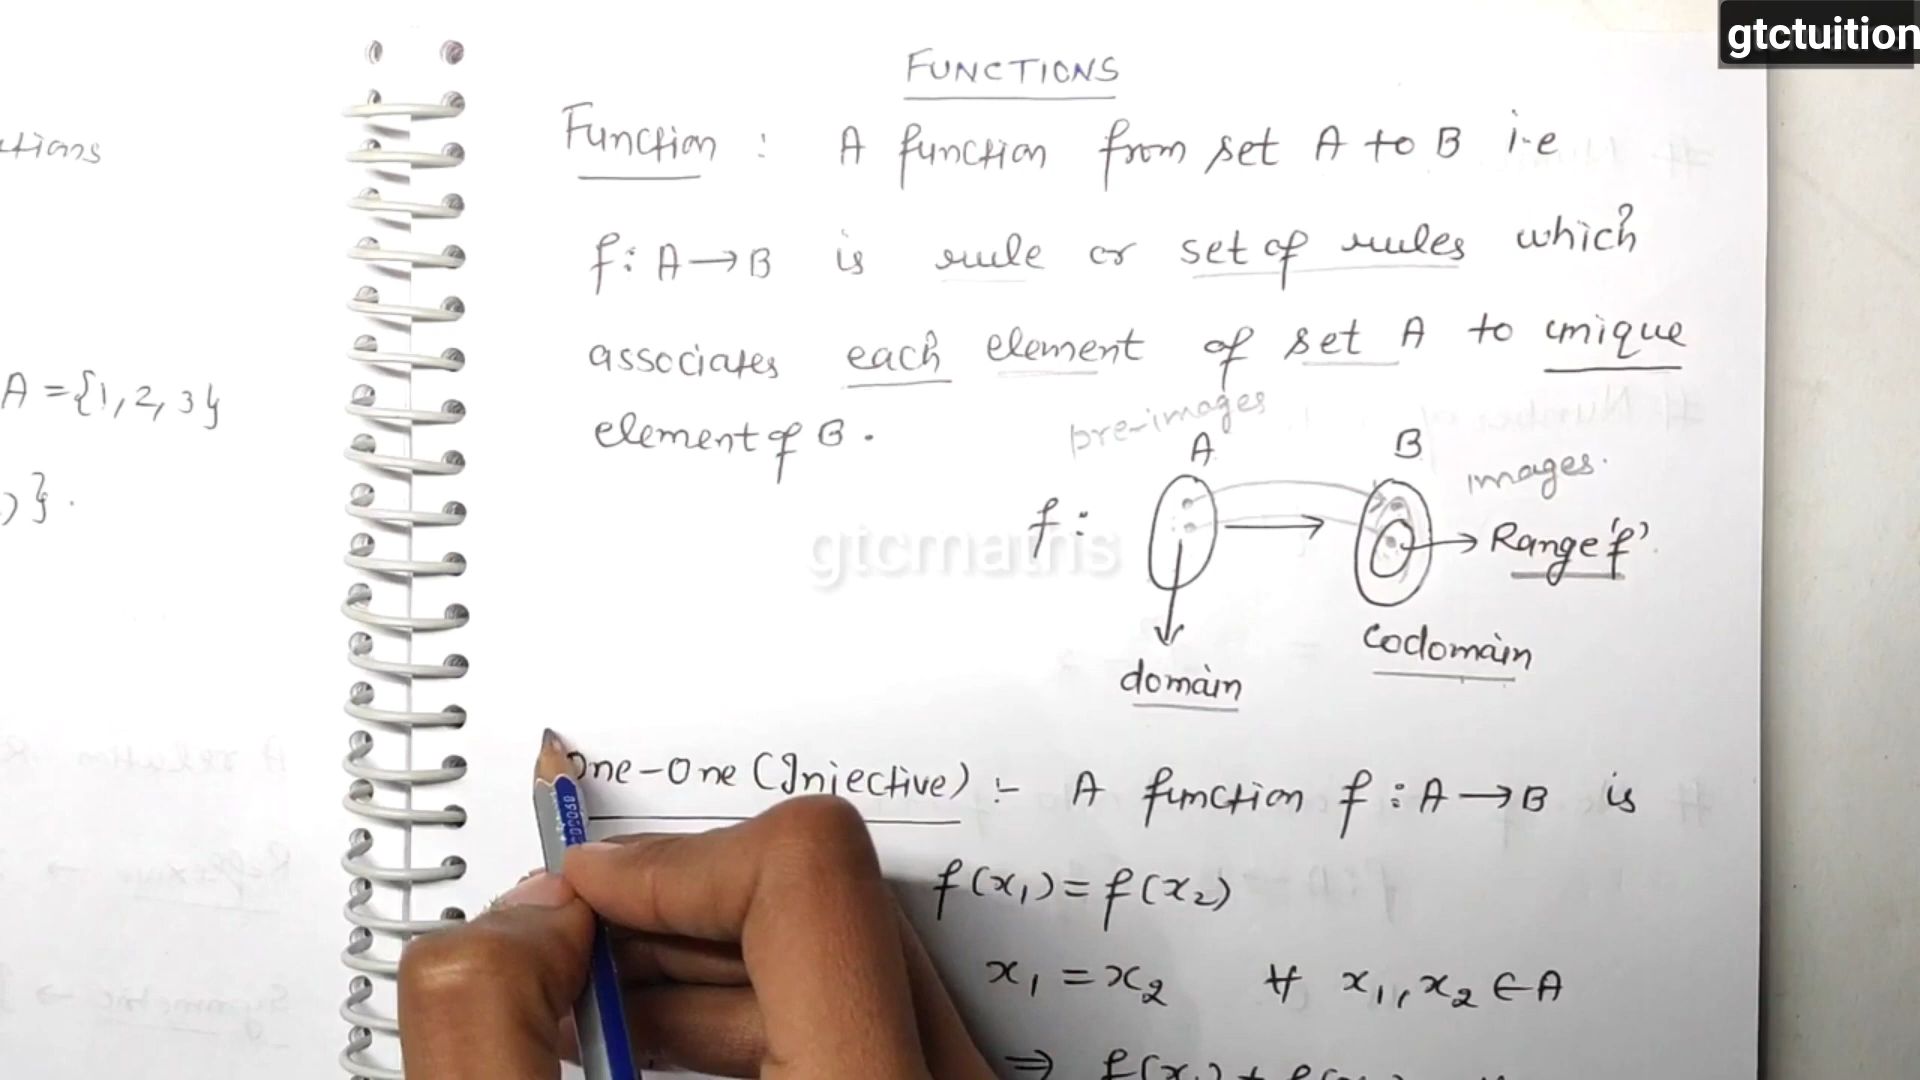 gtctuition
FUNCTIONS
Function : A function from set A to B i.e
f : A → B is rule or set of rules which
associates each element of set A to unique
element of B .
pre-images
A
B
images.
f :
gtcmaths
Range 'f'
Codomain
domain
One-One (Injective) :- A function f : A → B is
f(x₁) = f(x₂)
x₁ = x₂ ∀ x₁, x₂ ∈ A
⇒
A = {1, 2, 3}
)} .